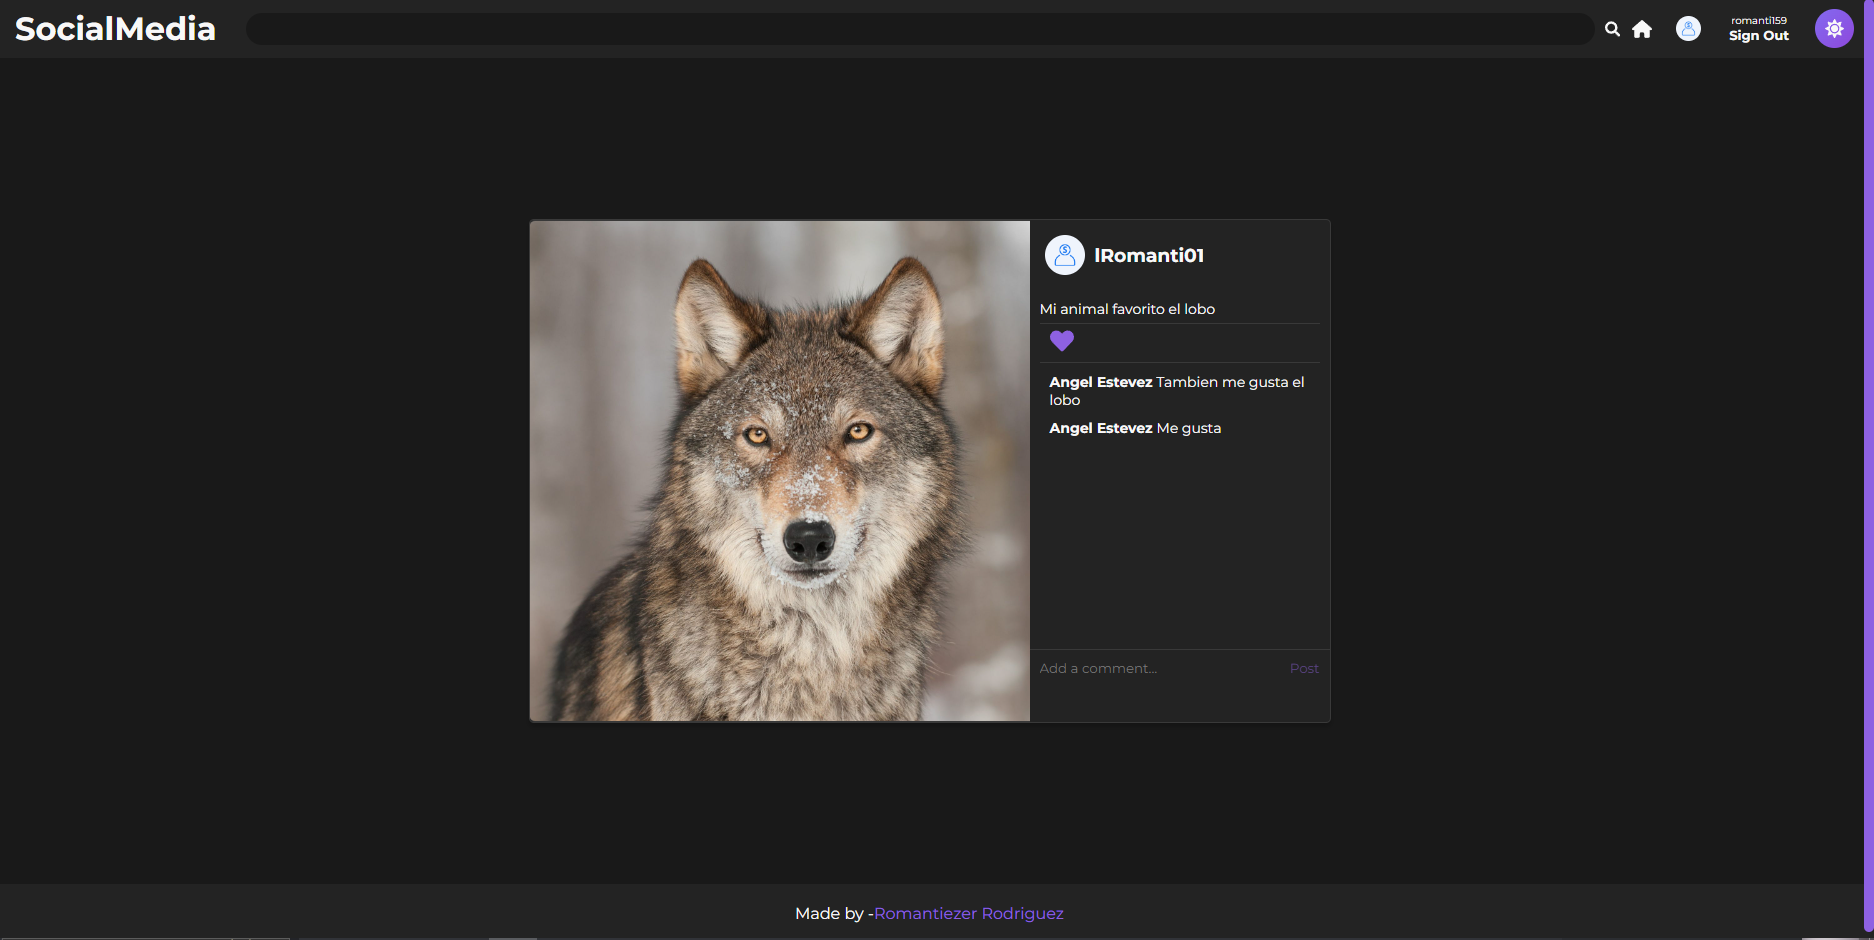 SocialMedia
romanti159
Sign Out
lRomanti01
Mi animal favorito el lobo
Angel Estevez Tambien me gusta el
lobo
Angel Estevez Me gusta
Add a comment...
Post
Made by -Romantiezer Rodriguez